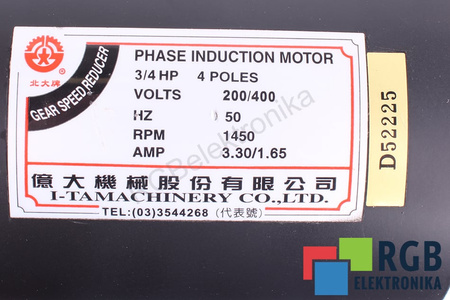 北大牌
GEAR SPEED REDUCER
PHASE INDUCTION MOTOR
3/4 HP 4 POLES
VOLTS 200/400
HZ 50
RPM 1450
AMP 3.30/1.65
億大機械股份有限公司
I-TAMACHINERY CO.,LTD.
TEL:(03)3544268 (代表號)
D52225
RGBelektronika
RGB
ELEKTRONIKA